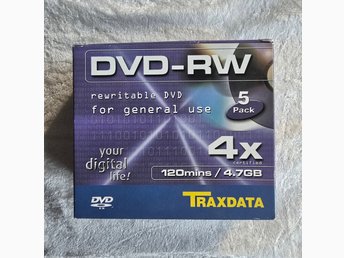 DVD-RW
rewritable DVD
for general use
5
Pack
your
digital
life!
4x
certified
120mins / 4.7GB
DVD
TRAXDATA